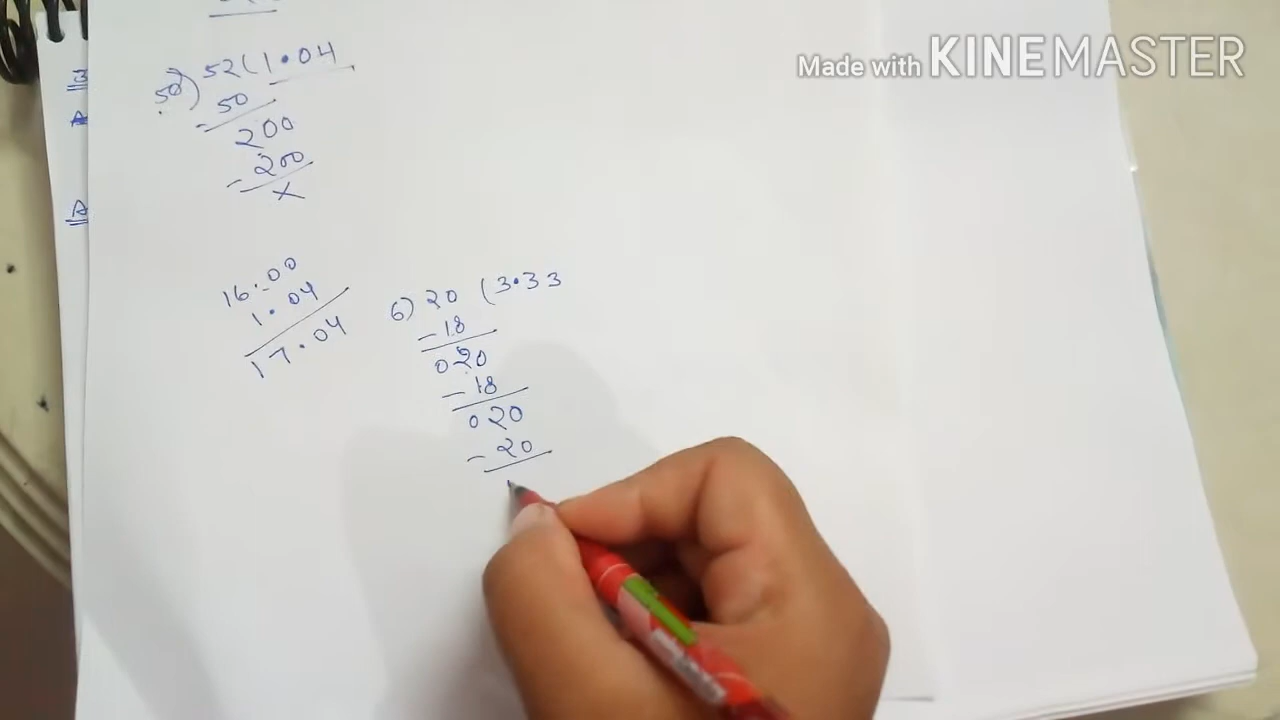 Made with KINEMASTER
50) 52 (1.04
- 50
200
- 200
x
16.00
1.04
17.04
6) 20 (3.33
- 18
020
- 18
020
- 20